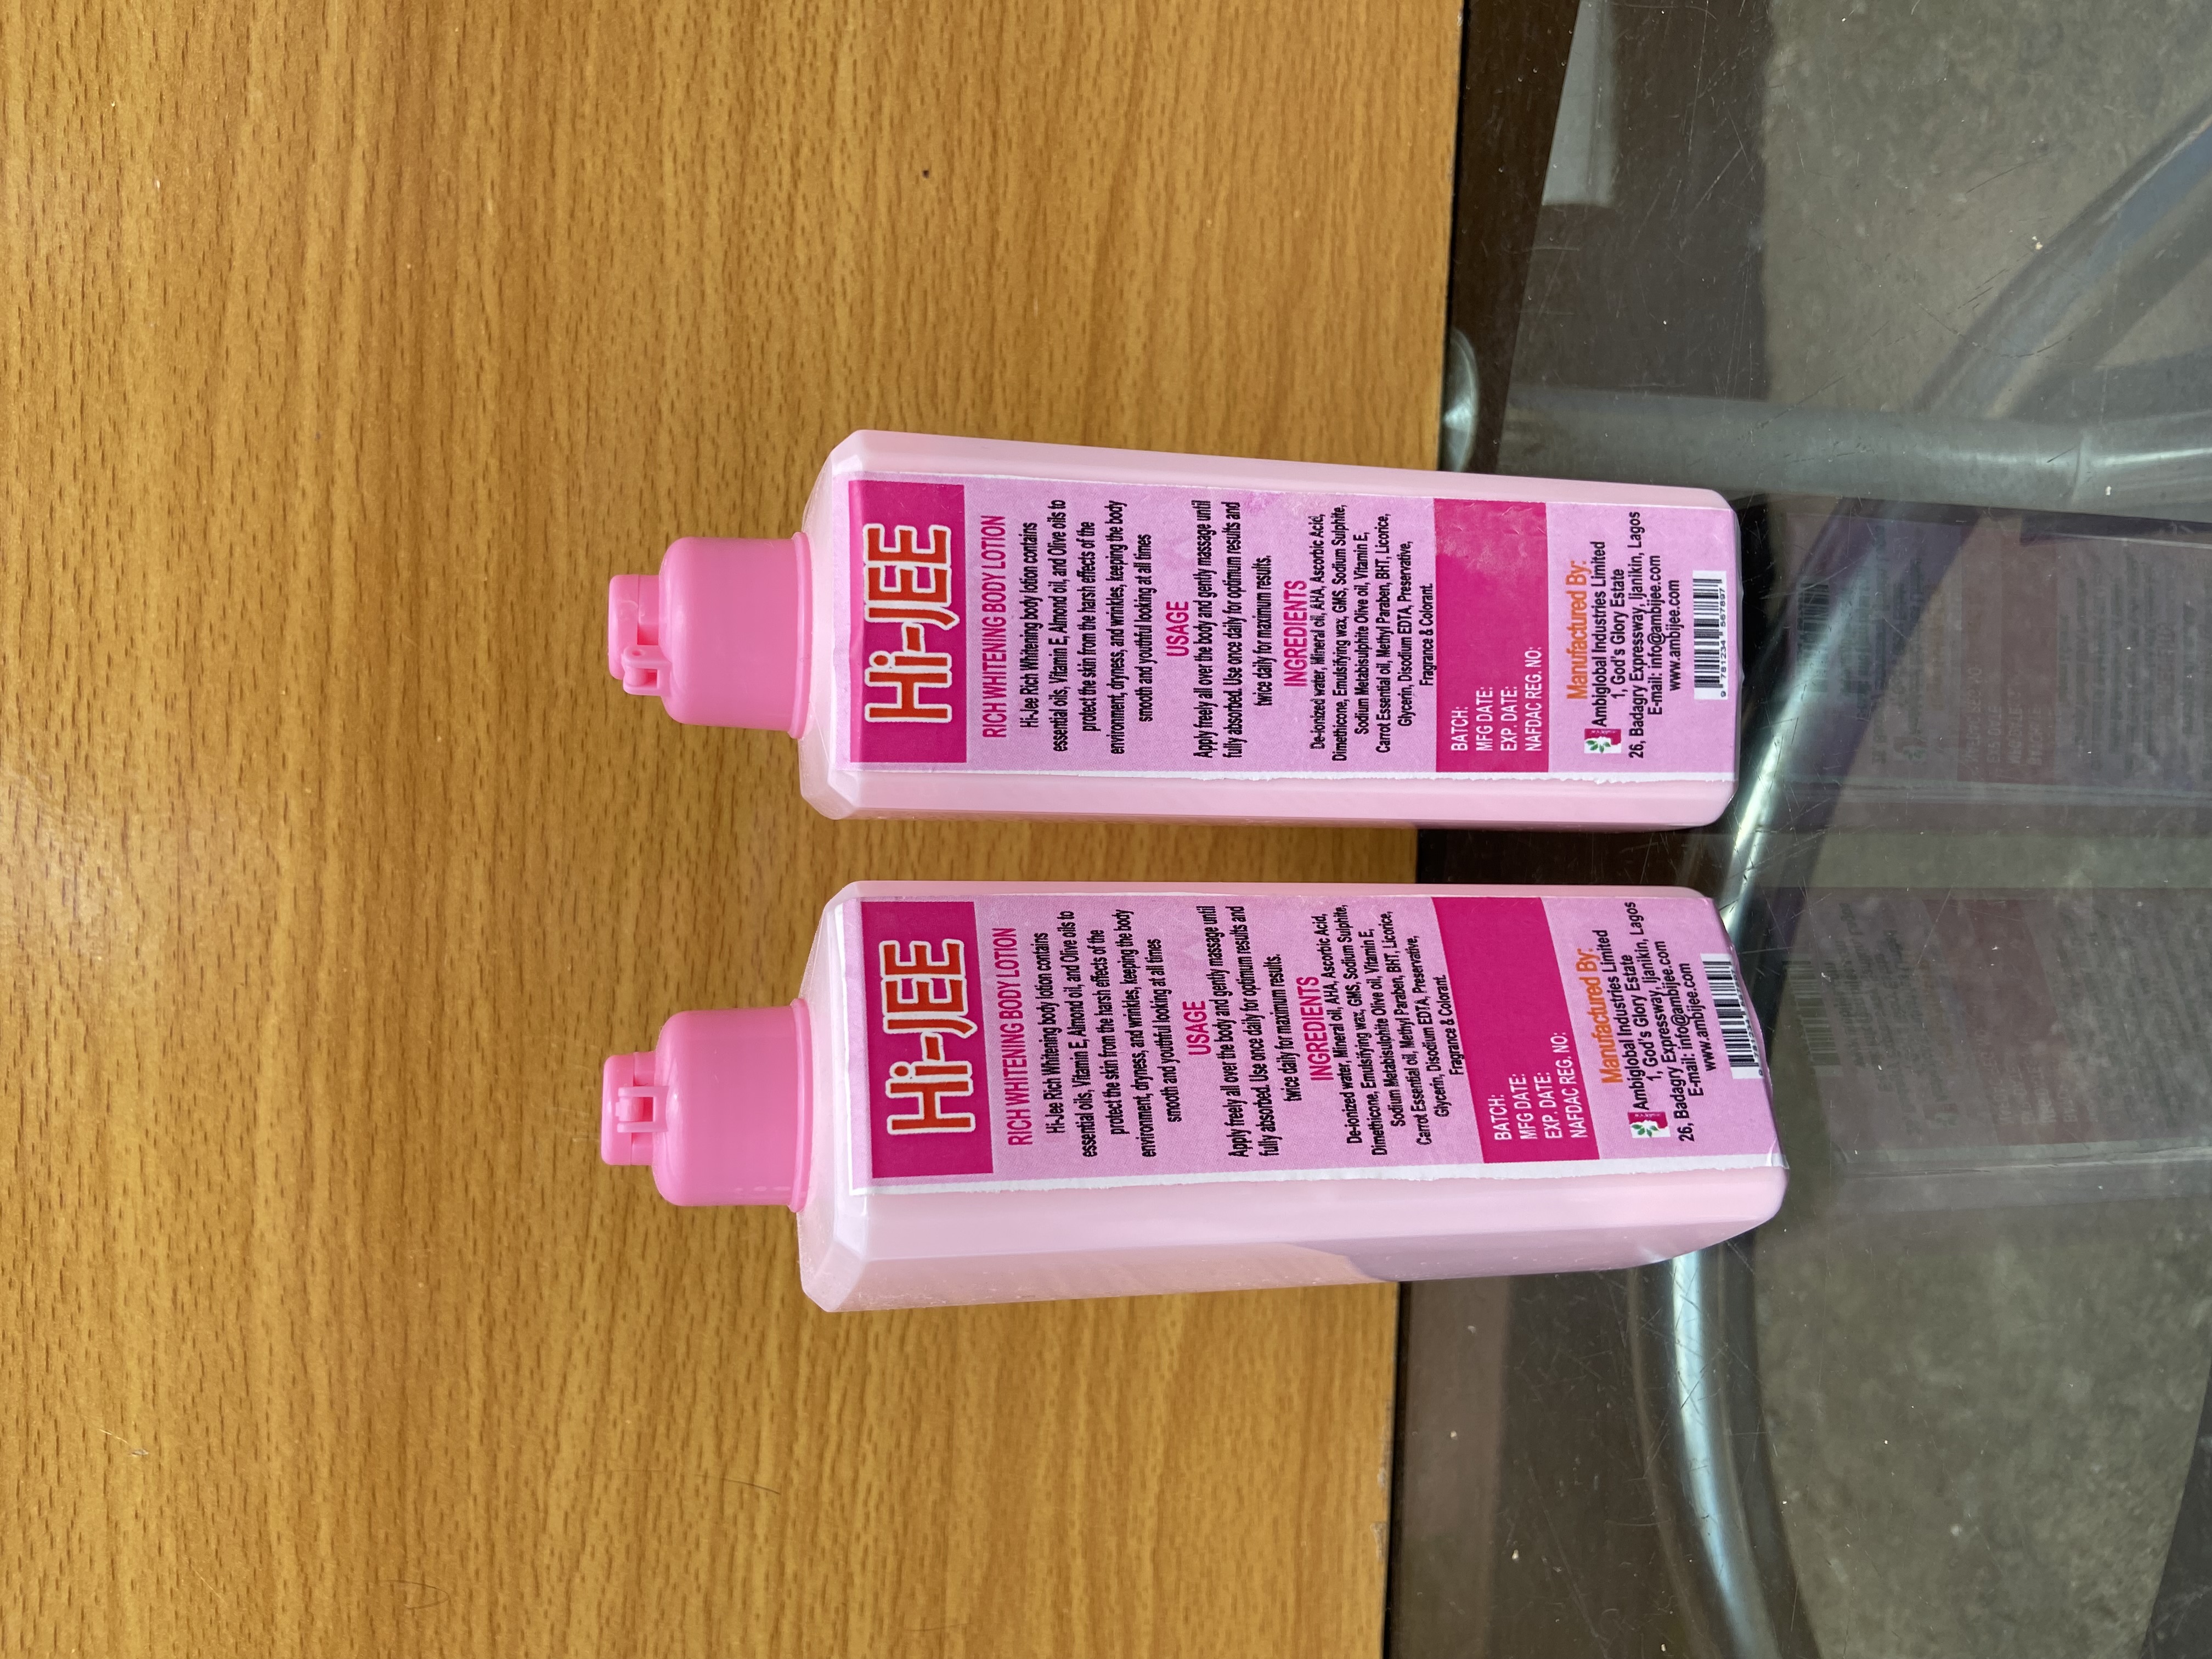 Hi-JEE
RICH WHITENING BODY LOTION
Hi-Jee Rich Whitening body lotion contains
essential oils, Vitamin E, Almond oil, and Olive oils to
protect the skin from the harsh effects of the
environment, dryness, and wrinkles, keeping the body
smooth and youthful looking at all times
USAGE
Apply freely all over the body and gently massage until
fully absorbed. Use once daily for optimum results and
twice daily for maximum results.
INGREDIENTS
De-ionized water, Mineral oil, AHA, Ascorbic Acid,
Dimethicone, Emulsifying wax, GMS, Sodium Sulphite,
Sodium Metabisulphite Olive oil, Vitamin E,
Carrot Essential oil, Methyl Paraben, BHT, Licorice,
Glycerin, Disodium EDTA, Preservative,
Fragrance & Colorant.
BATCH:
MFG DATE:
EXP. DATE:
NAFDAC REG. NO:
Manufactured By:
Ambiglobal Industries Limited
1, God's Glory Estate
26, Badagry Expressway, Ijanikin, Lagos
E-mail: info@ambijee.com
www.ambijee.com
Hi-JEE
RICH WHITENING BODY LOTION
Hi-Jee Rich Whitening body lotion contains
essential oils, Vitamin E, Almond oil, and Olive oils to
protect the skin from the harsh effects of the
environment, dryness, and wrinkles, keeping the body
smooth and youthful looking at all times
USAGE
Apply freely all over the body and gently massage until
fully absorbed. Use once daily for optimum results and
twice daily for maximum results.
INGREDIENTS
De-ionized water, Mineral oil, AHA, Ascorbic Acid,
Dimethicone, Emulsifying wax, GMS, Sodium Sulphite,
Sodium Metabisulphite Olive oil, Vitamin E,
Carrot Essential oil, Methyl Paraben, BHT, Licorice,
Glycerin, Disodium EDTA, Preservative,
Fragrance & Colorant.
BATCH:
MFG DATE:
EXP. DATE:
NAFDAC REG. NO:
Manufactured By:
Ambiglobal Industries Limited
1, God's Glory Estate
26, Badagry Expressway, Ijanikin, Lagos
E-mail: info@ambijee.com
www.ambijee.com
9 781234 567897